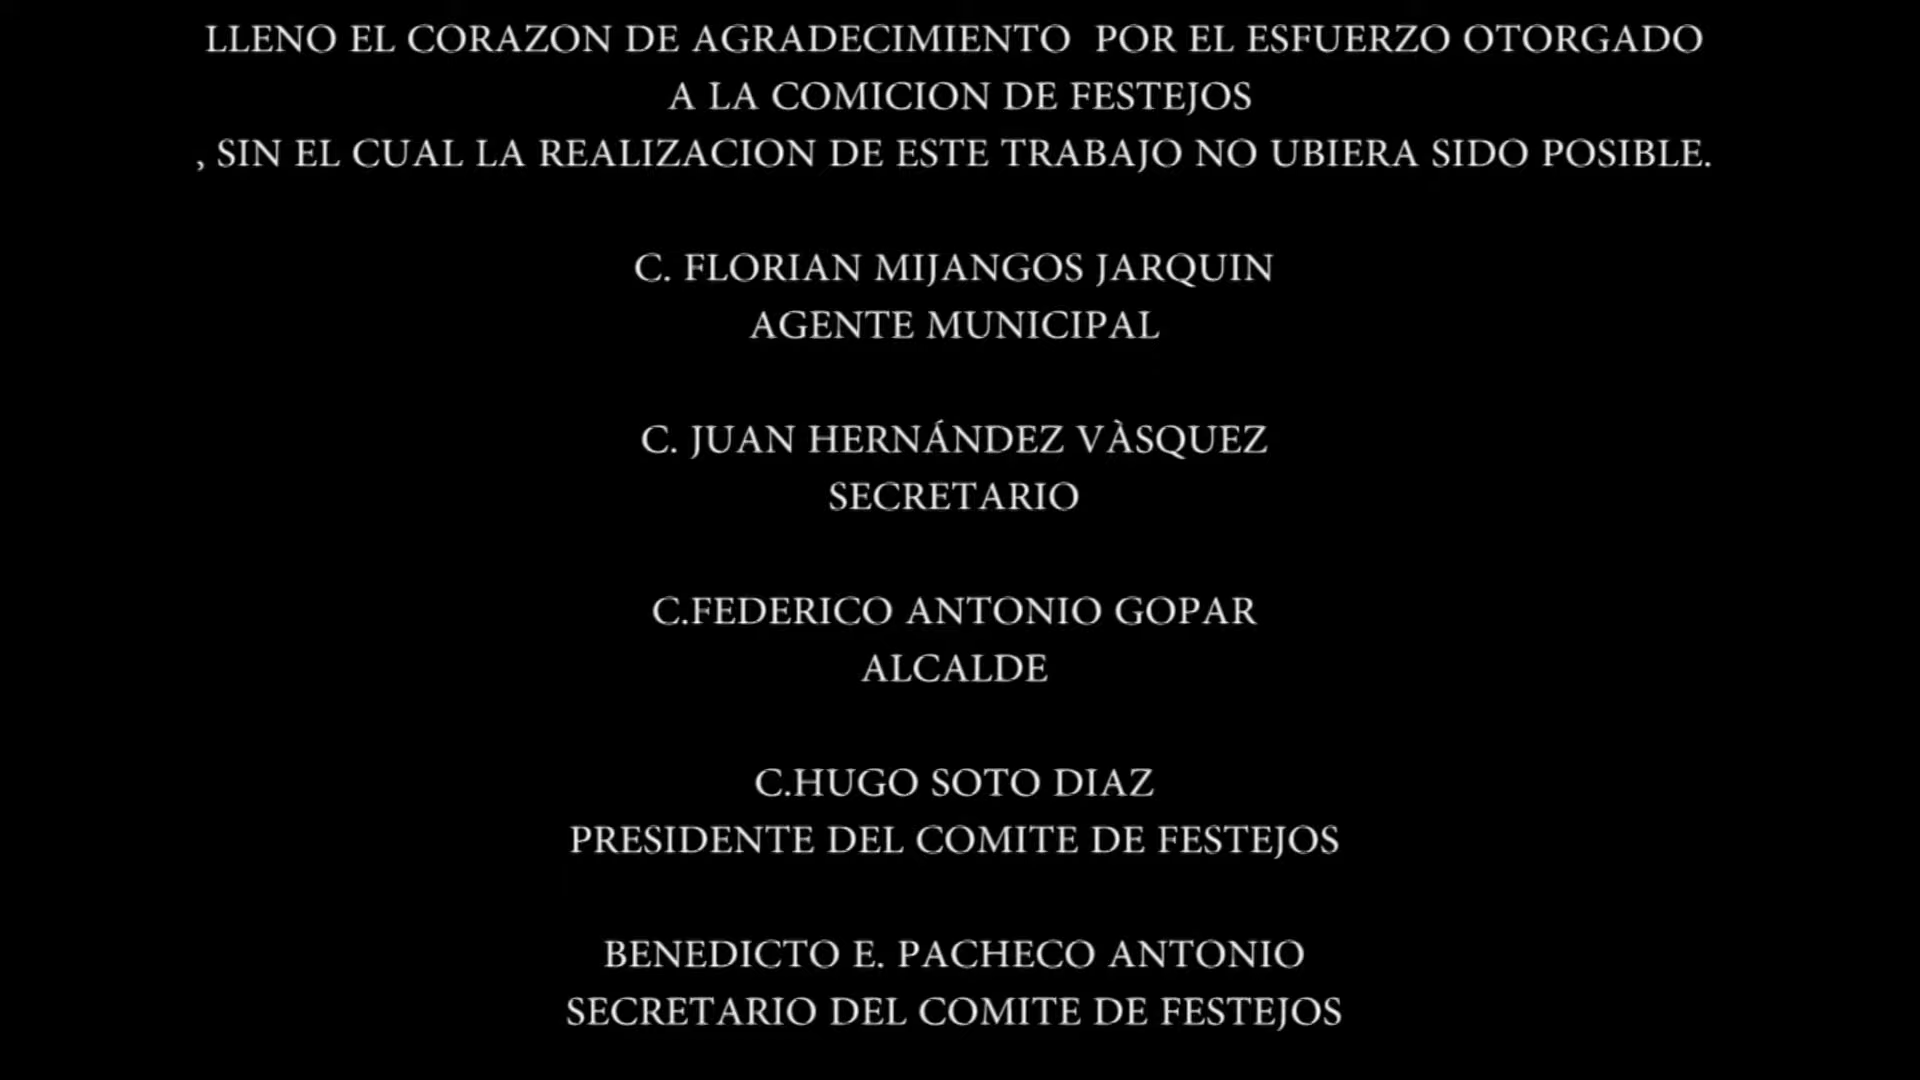 LLENO EL CORAZON DE AGRADECIMIENTO  POR EL ESFUERZO OTORGADO
A LA COMICION DE FESTEJOS
, SIN EL CUAL LA REALIZACION DE ESTE TRABAJO NO UBIERA SIDO POSIBLE.
C. FLORIAN MIJANGOS JARQUIN
AGENTE MUNICIPAL
C. JUAN HERNÁNDEZ VÀSQUEZ
SECRETARIO
C.FEDERICO ANTONIO GOPAR
ALCALDE
C.HUGO SOTO DIAZ
PRESIDENTE DEL COMITE DE FESTEJOS
BENEDICTO E. PACHECO ANTONIO
SECRETARIO DEL COMITE DE FESTEJOS